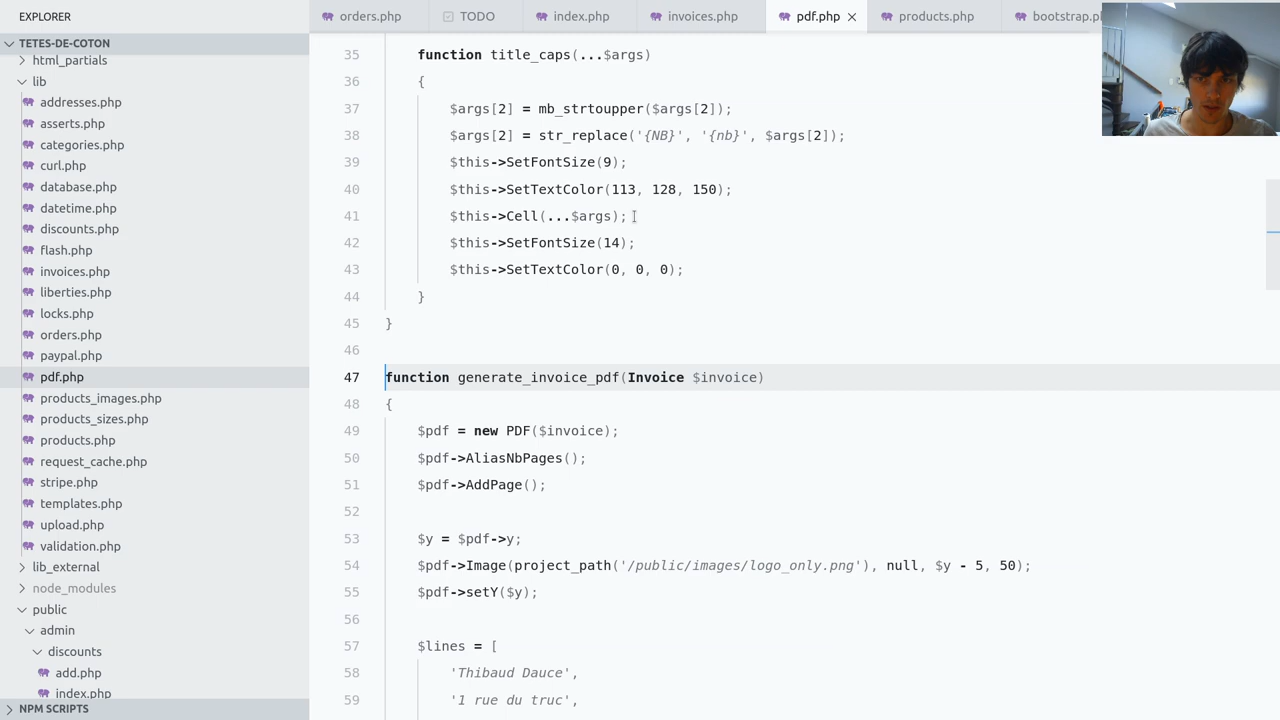 EXPLORER
TETES-DE-COTON
html_partials
lib
addresses.php
asserts.php
categories.php
curl.php
database.php
datetime.php
discounts.php
flash.php
invoices.php
liberties.php
locks.php
orders.php
paypal.php
pdf.php
products_images.php
products_sizes.php
products.php
request_cache.php
stripe.php
templates.php
upload.php
validation.php
lib_external
node_modules
public
admin
discounts
add.php
index.php
NPM SCRIPTS
orders.php TODO index.php invoices.php pdf.php products.php bootstrap.p
35 function title_caps(...$args)
36 {
37 $args[2] = mb_strtoupper($args[2]);
38 $args[2] = str_replace('{NB}', '{nb}', $args[2]);
39 $this->SetFontSize(9);
40 $this->SetTextColor(113, 128, 150);
41 $this->Cell(...$args);
42 $this->SetFontSize(14);
43 $this->SetTextColor(0, 0, 0);
44 }
45 }
46
47 function generate_invoice_pdf(Invoice $invoice)
48 {
49 $pdf = new PDF($invoice);
50 $pdf->AliasNbPages();
51 $pdf->AddPage();
52
53 $y = $pdf->y;
54 $pdf->Image(project_path('/public/images/logo_only.png'), null, $y - 5, 50);
55 $pdf->setY($y);
56
57 $lines = [
58 'Thibaud Dauce',
59 '1 rue du truc',